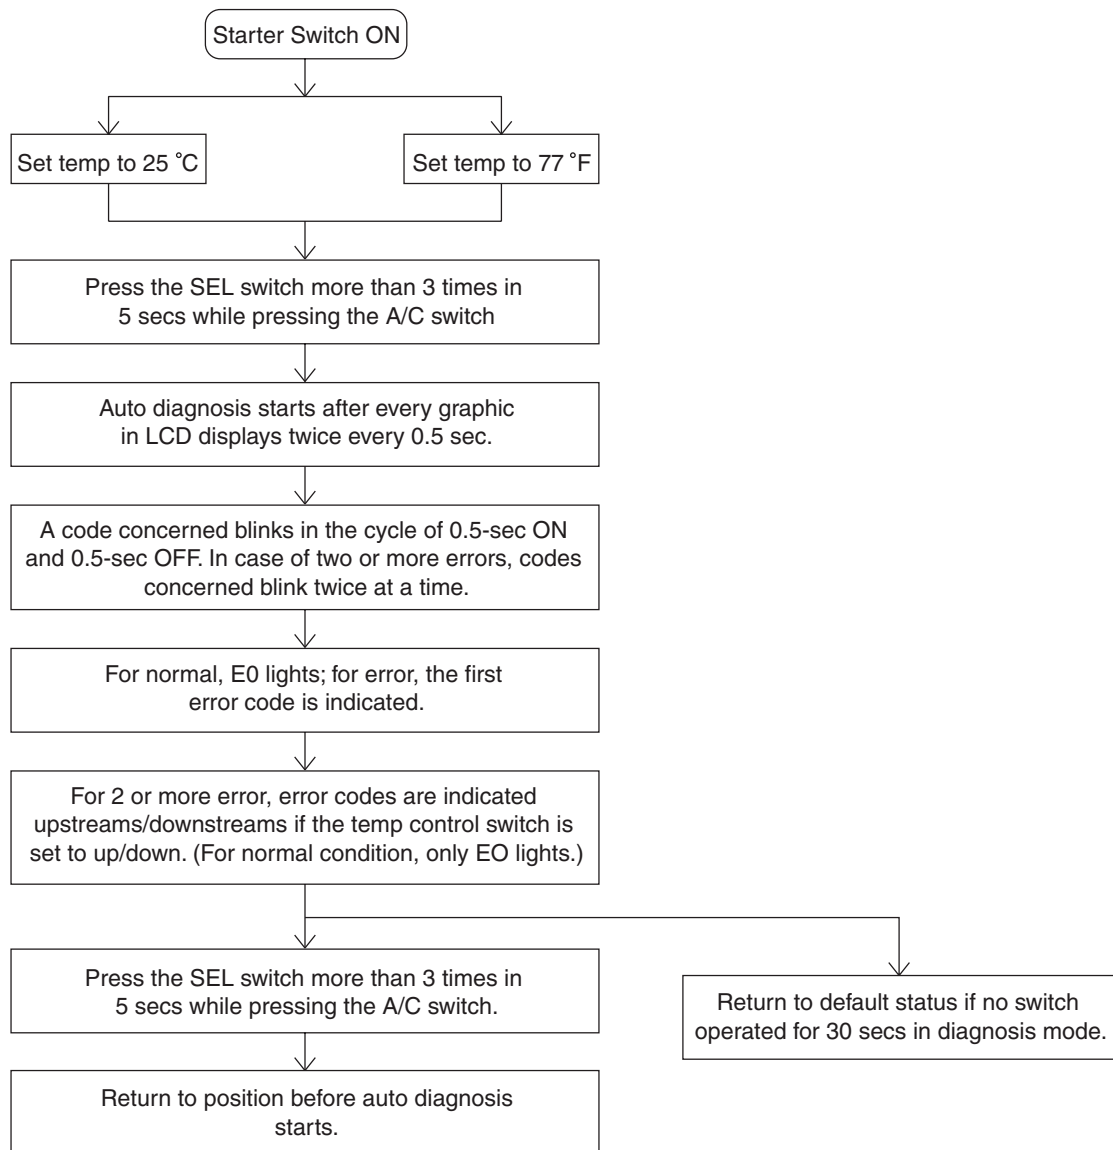 Starter Switch ON
Set temp to 25 °C
Set temp to 77 °F
Press the SEL switch more than 3 times in
5 secs while pressing the A/C switch
Auto diagnosis starts after every graphic
in LCD displays twice every 0.5 sec.
A code concerned blinks in the cycle of 0.5-sec ON
and 0.5-sec OFF. In case of two or more errors, codes
concerned blink twice at a time.
For normal, E0 lights; for error, the first
error code is indicated.
For 2 or more error, error codes are indicated
upstreams/downstreams if the temp control switch is
set to up/down. (For normal condition, only EO lights.)
Press the SEL switch more than 3 times in
5 secs while pressing the A/C switch.
Return to default status if no switch
operated for 30 secs in diagnosis mode.
Return to position before auto diagnosis
starts.